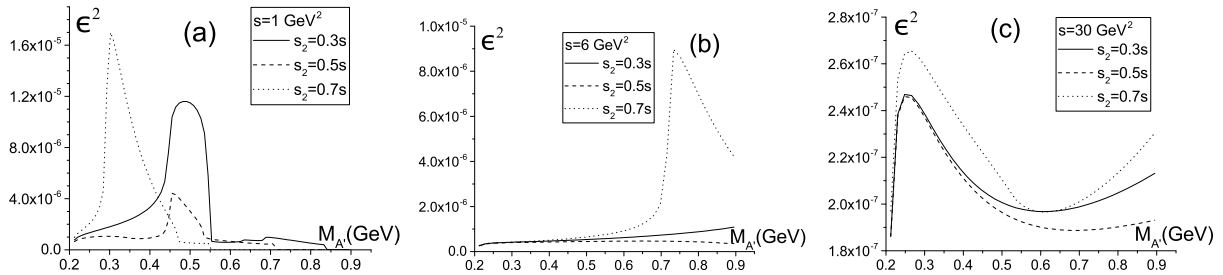 ϵ²
(a)
s=1 GeV²
s₂=0.3s
s₂=0.5s
s₂=0.7s
1.6x10⁻⁵
1.2x10⁻⁵
8.0x10⁻⁶
4.0x10⁻⁶
0.0
M_A'(GeV)
0.2 0.3 0.4 0.5 0.6 0.7 0.8 0.9
ϵ²
(b)
s=6 GeV²
s₂=0.3s
s₂=0.5s
s₂=0.7s
1.0x10⁻⁵
8.0x10⁻⁶
6.0x10⁻⁶
4.0x10⁻⁶
2.0x10⁻⁶
0.0
M_A'(GeV)
0.2 0.3 0.4 0.5 0.6 0.7 0.8 0.9
ϵ²
(c)
s=30 GeV²
s₂=0.3s
s₂=0.5s
s₂=0.7s
2.8x10⁻⁷
2.6x10⁻⁷
2.4x10⁻⁷
2.2x10⁻⁷
2.0x10⁻⁷
1.8x10⁻⁷
M_A'(GeV)
0.2 0.3 0.4 0.5 0.6 0.7 0.8 0.9